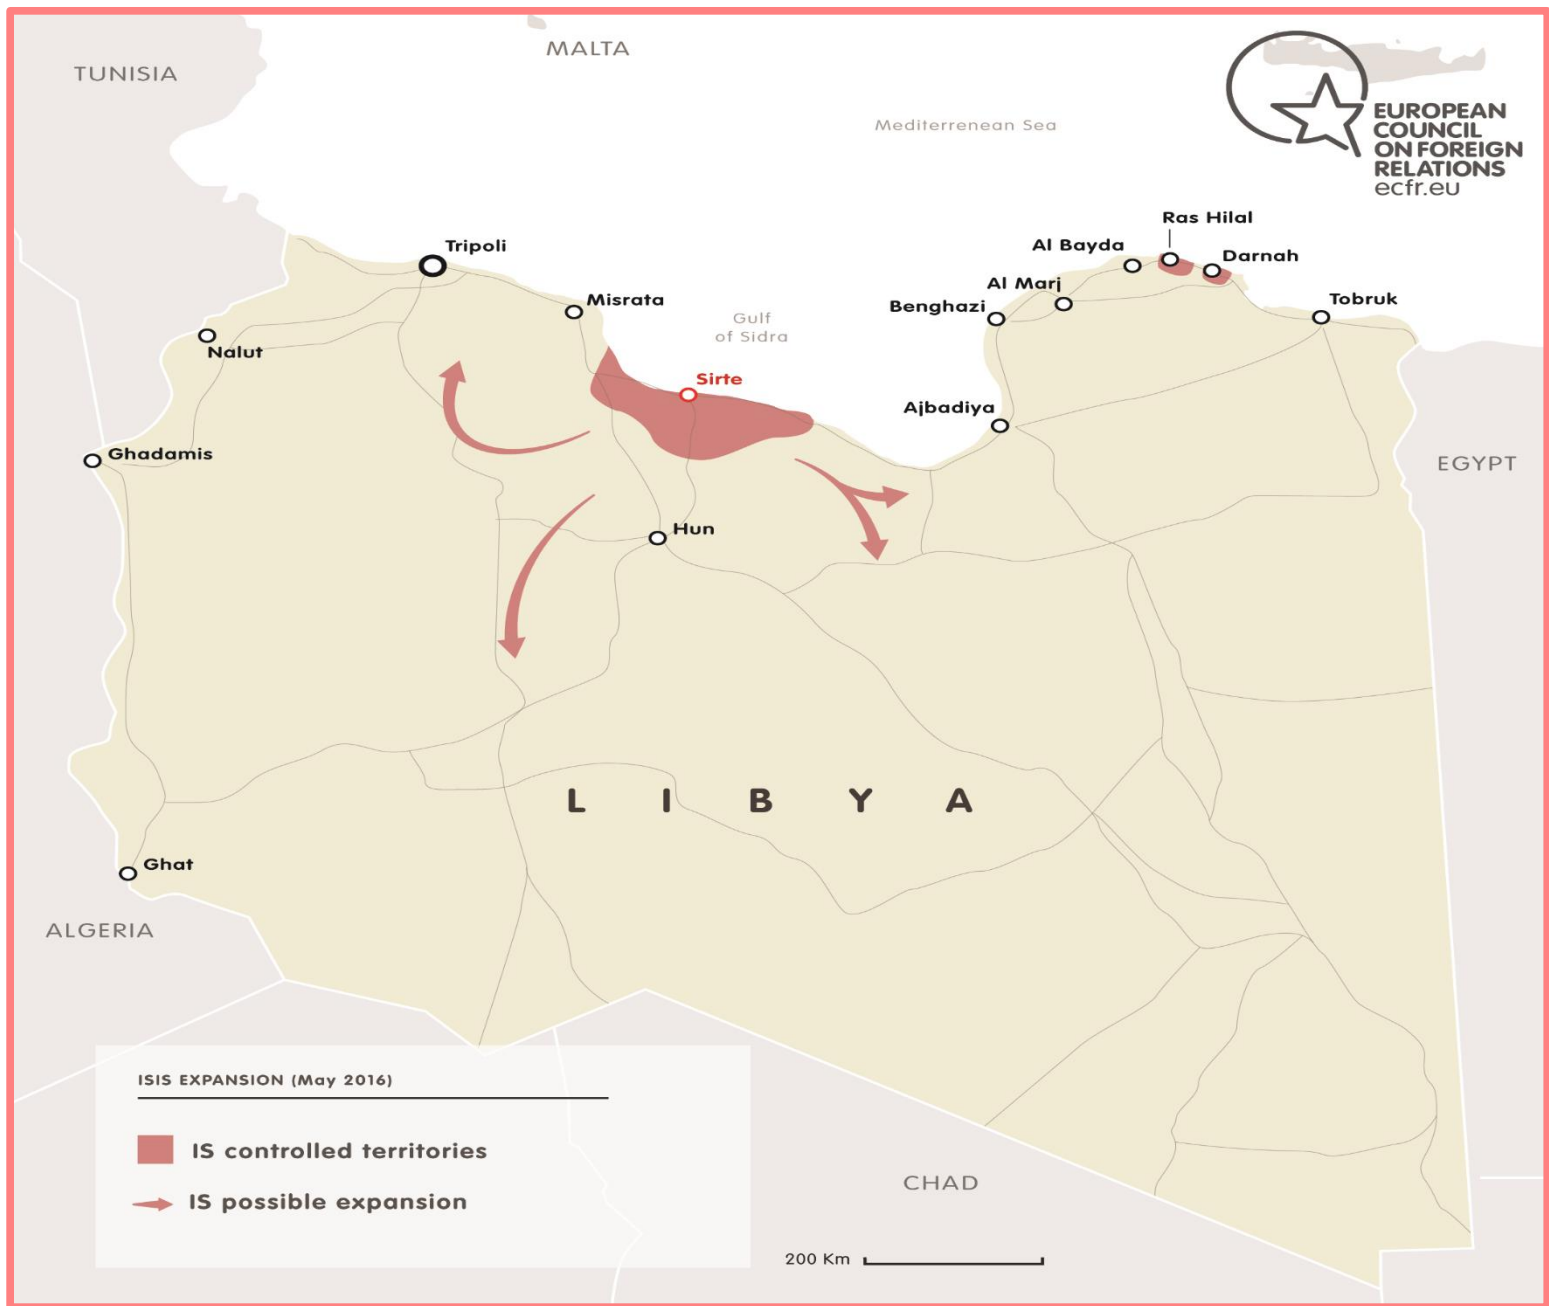 MALTA
TUNISIA
Mediterrenean Sea
EUROPEAN
COUNCIL
ON FOREIGN
RELATIONS
ecfr.eu
Ras Hilal
Al Bayda
Darnah
Tripoli
Al Marj
Misrata
Benghazi
Tobruk
Gulf
of Sidra
Nalut
Sirte
Ajbadiya
Ghadamis
EGYPT
Hun
LIBYA
Ghat
ALGERIA
ISIS EXPANSION (May 2016)
IS controlled territories
IS possible expansion
CHAD
200 Km